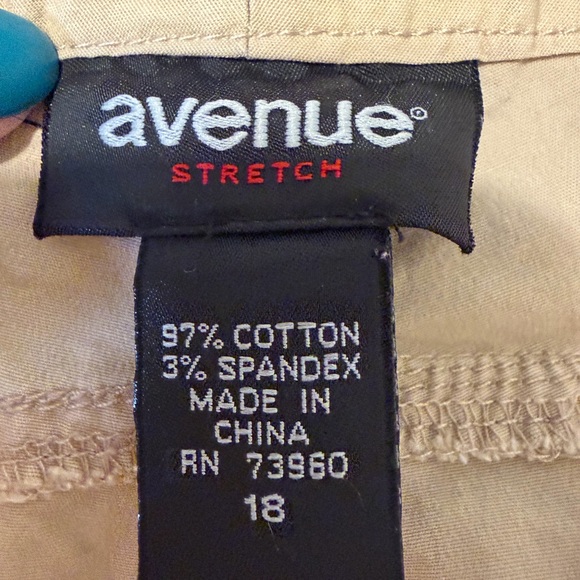 avenue®
STRETCH
97% COTTON
3% SPANDEX
MADE IN
CHINA
RN 73960
18